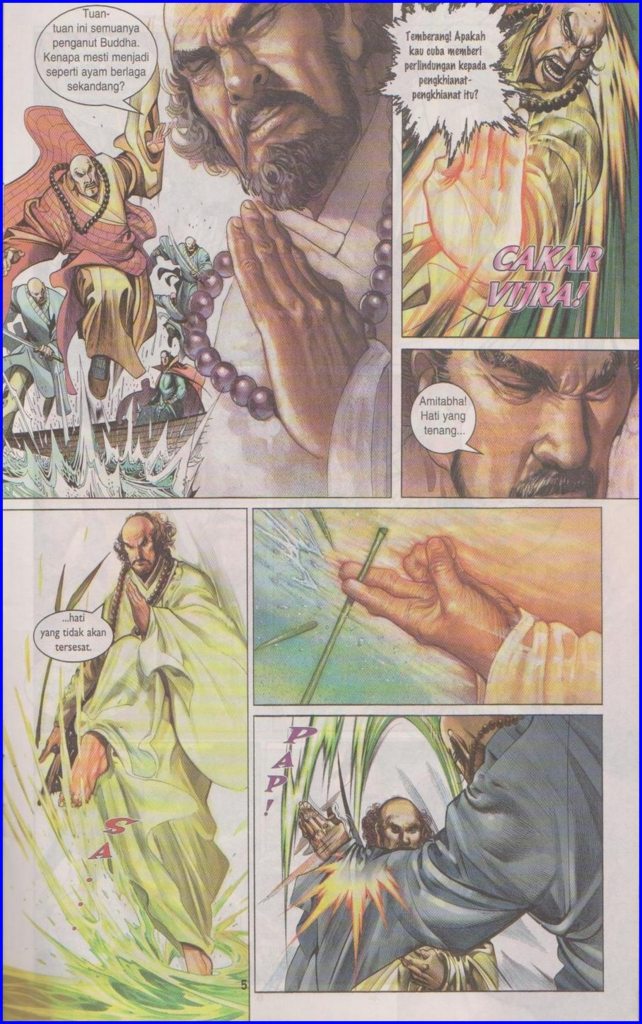 Tuan-
tuan ini semuanya
penganut Buddha.
Kenapa mesti menjadi
seperti ayam berlaga
sekandang?
Temberang! Apakah
kau cuba memberi
perlindungan kepada
pengkhianat-
pengkhianat itu?
CAKAR
VIJRA!
Amitabha!
Hati yang
tenang...
...hati
yang tidak akan
tersesat.
SA...
PAP!
5